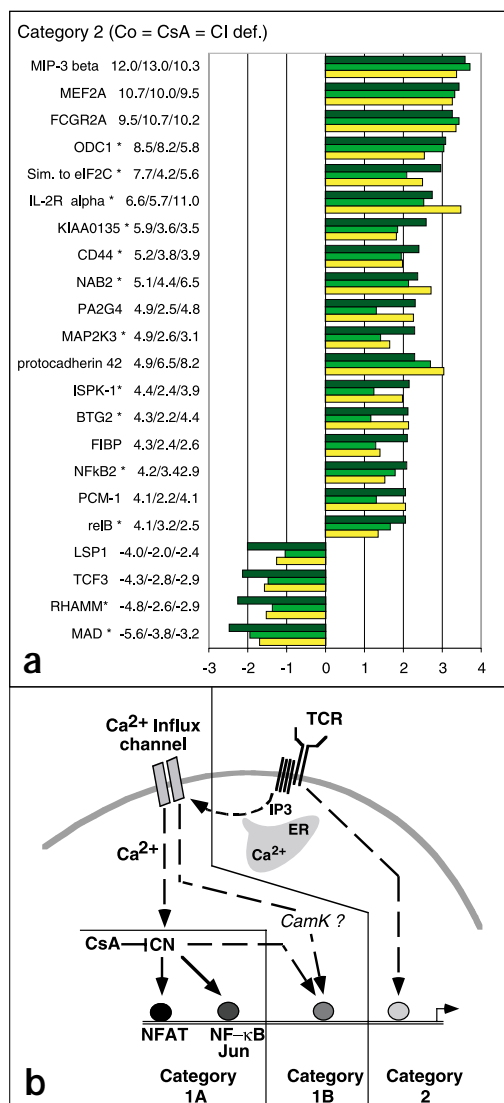 Category 2 (Co = CsA = CI def.)
MIP-3 beta 12.0/13.0/10.3
MEF2A 10.7/10.0/9.5
FCGR2A 9.5/10.7/10.2
ODC1 * 8.5/8.2/5.8
Sim. to eIF2C * 7.7/4.2/5.6
IL-2R alpha * 6.6/5.7/11.0
KIAA0135 * 5.9/3.6/3.5
CD44 * 5.2/3.8/3.9
NAB2 * 5.1/4.4/6.5
PA2G4 4.9/2.5/4.8
MAP2K3 * 4.9/2.6/3.1
protocadherin 42 4.9/6.5/8.2
ISPK-1* 4.4/2.4/3.9
BTG2 * 4.3/2.2/4.4
FIBP 4.3/2.4/2.6
NFkB2 * 4.2/3.42.9
PCM-1 4.1/2.2/4.1
relB * 4.1/3.2/2.5
LSP1 -4.0/-2.0/-2.4
TCF3 -4.3/-2.8/-2.9
RHAMM* -4.8/-2.6/-2.9
MAD * -5.6/-3.8/-3.2
-3 -2 -1 0 1 2 3 4
a
Ca2+ Influx
channel
TCR
IP3
ER
Ca2+
Ca2+
CamK ?
CsA
CN
NFAT
NF-κB
Jun
Category
1A
Category
1B
Category
2
b